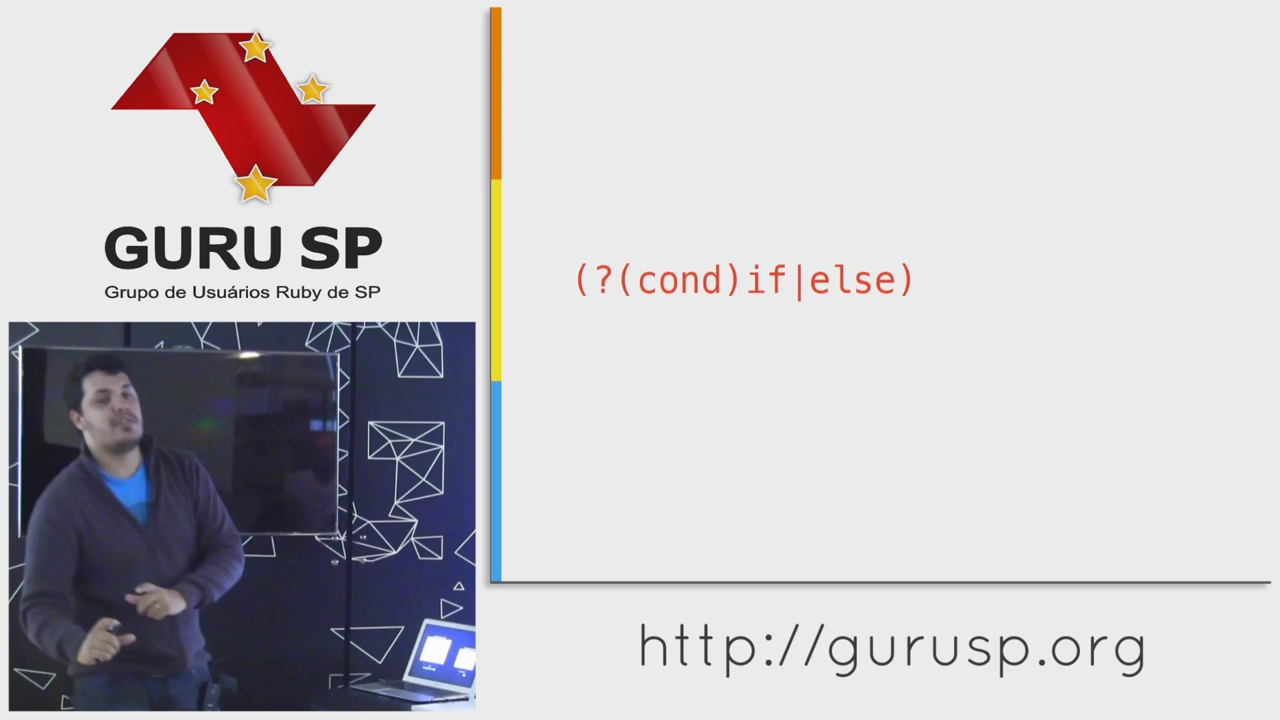 GURU SP
Grupo de Usuários Ruby de SP
(?(cond)if|else)
http://gurusp.org